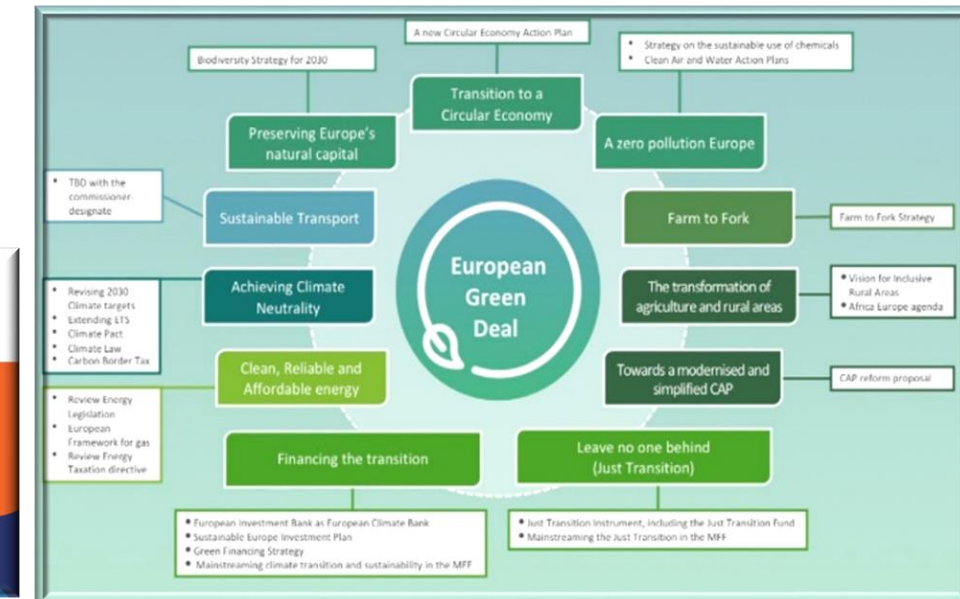 A new Circular Economy Action Plan
Biodiversity Strategy for 2030
• Strategy on the sustainable use of chemicals
• Clean Air and Water Action Plans
Transition to a
Circular Economy
Preserving Europe's
natural capital
A zero pollution Europe
• TBD with the
commissioner-
designate
Sustainable Transport
Farm to Fork
Farm to Fork Strategy
European
Green
Deal
• Revising 2030
Climate targets
• Extending ETS
• Climate Pact
• Climate Law
• Carbon Border Tax
Achieving Climate
Neutrality
The transformation of
agriculture and rural areas
• Vision for Inclusive
Rural Areas
• Africa Europe agenda
• Review Energy
Legislation
• European
Framework for gas
• Review Energy
Taxation directive
Clean, Reliable and
Affordable energy
Towards a modernised and
simplified CAP
CAP reform proposal
Financing the transition
Leave no one behind
(Just Transition)
• European Investment Bank as European Climate Bank
• Sustainable Europe Investment Plan
• Green Financing Strategy
• Mainstreaming climate transition and sustainability in the MFF
• Just Transition Instrument, including the Just Transition Fund
• Mainstreaming the Just Transition in the MFF